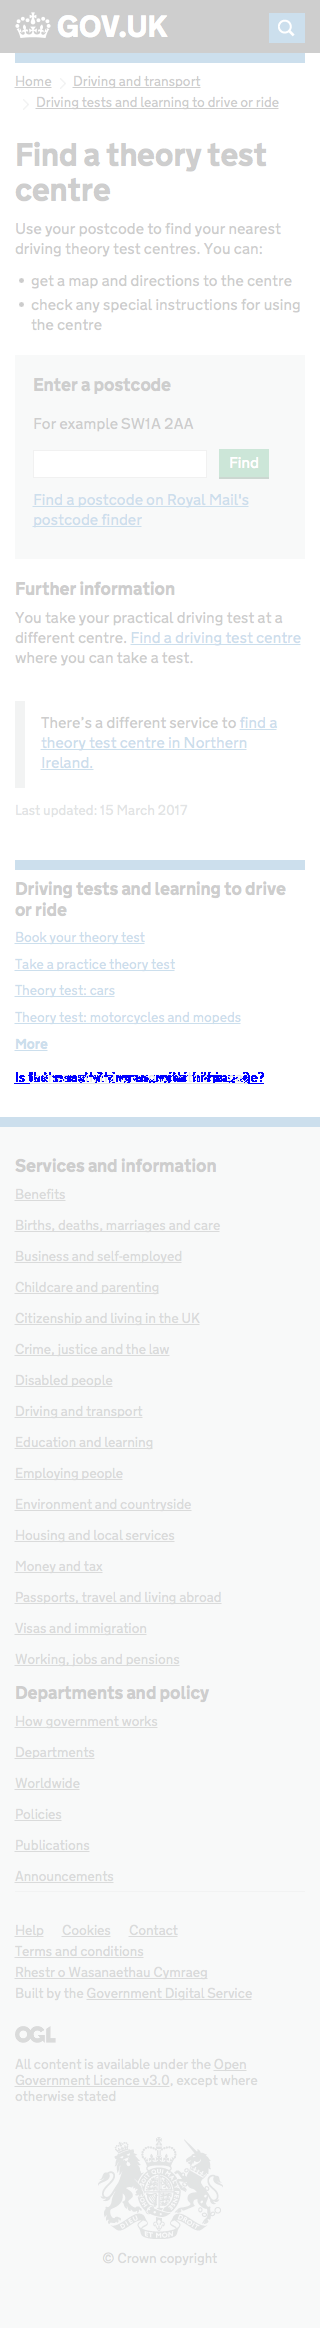 GOV.UK
Home
Driving and transport
Driving tests and learning to drive or ride
Find a theory test
centre
Use your postcode to find your nearest
driving theory test centres. You can:
• get a map and directions to the centre
• check any special instructions for using
the centre
Enter a postcode
For example SW1A 2AA
Find
Find a postcode on Royal Mail's
postcode finder
Further information
You take your practical driving test at a
different centre. Find a driving test centre
where you can take a test.
There's a different service to find a
theory test centre in Northern
Ireland.
Last updated: 15 March 2017
Driving tests and learning to drive
or ride
Book your theory test
Take a practice theory test
Theory test: cars
Theory test: motorcycles and mopeds
More
Services and information
Benefits
Births, deaths, marriages and care
Business and self-employed
Childcare and parenting
Citizenship and living in the UK
Crime, justice and the law
Disabled people
Driving and transport
Education and learning
Employing people
Environment and countryside
Housing and local services
Money and tax
Passports, travel and living abroad
Visas and immigration
Working, jobs and pensions
Departments and policy
How government works
Departments
Worldwide
Policies
Publications
Announcements
Help Cookies Contact
Terms and conditions
Rhestr o Wasanaethau Cymraeg
Built by the Government Digital Service
OGL
All content is available under the Open
Government Licence v3.0, except where
otherwise stated
© Crown copyright